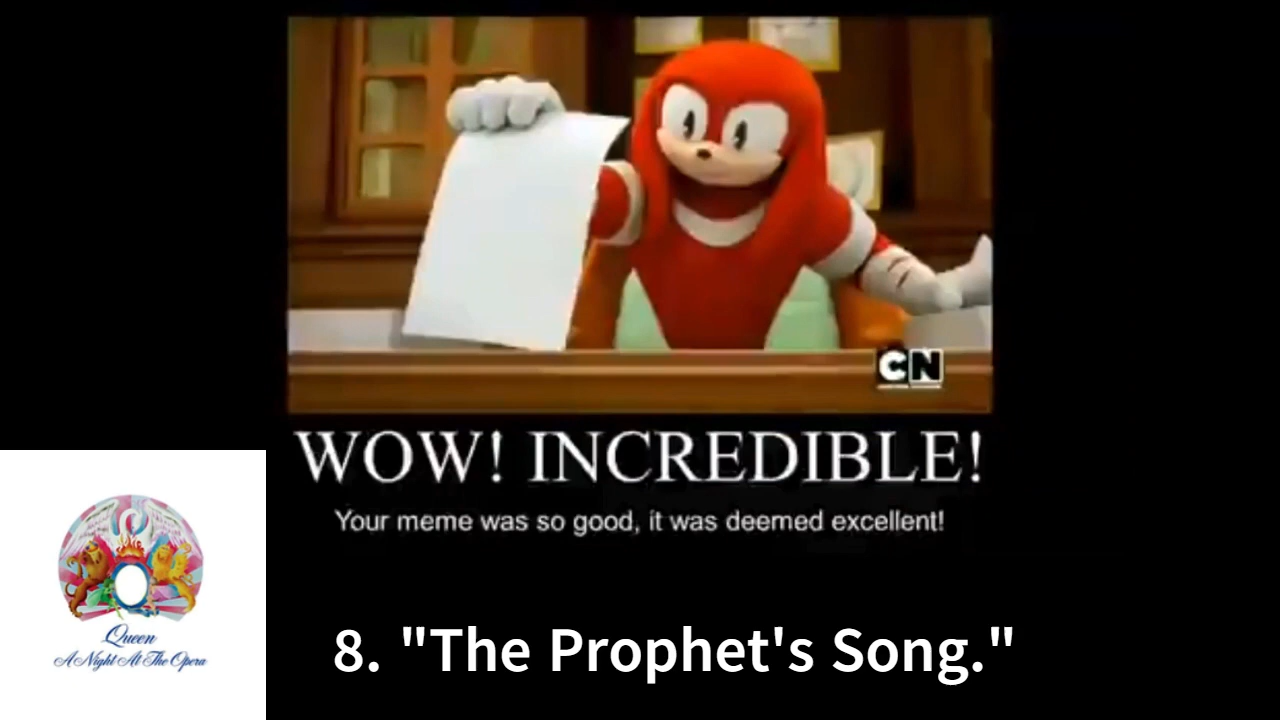 CN
WOW! INCREDIBLE!
Your meme was so good, it was deemed excellent!
Queen
A Night At The Opera
8. "The Prophet's Song."